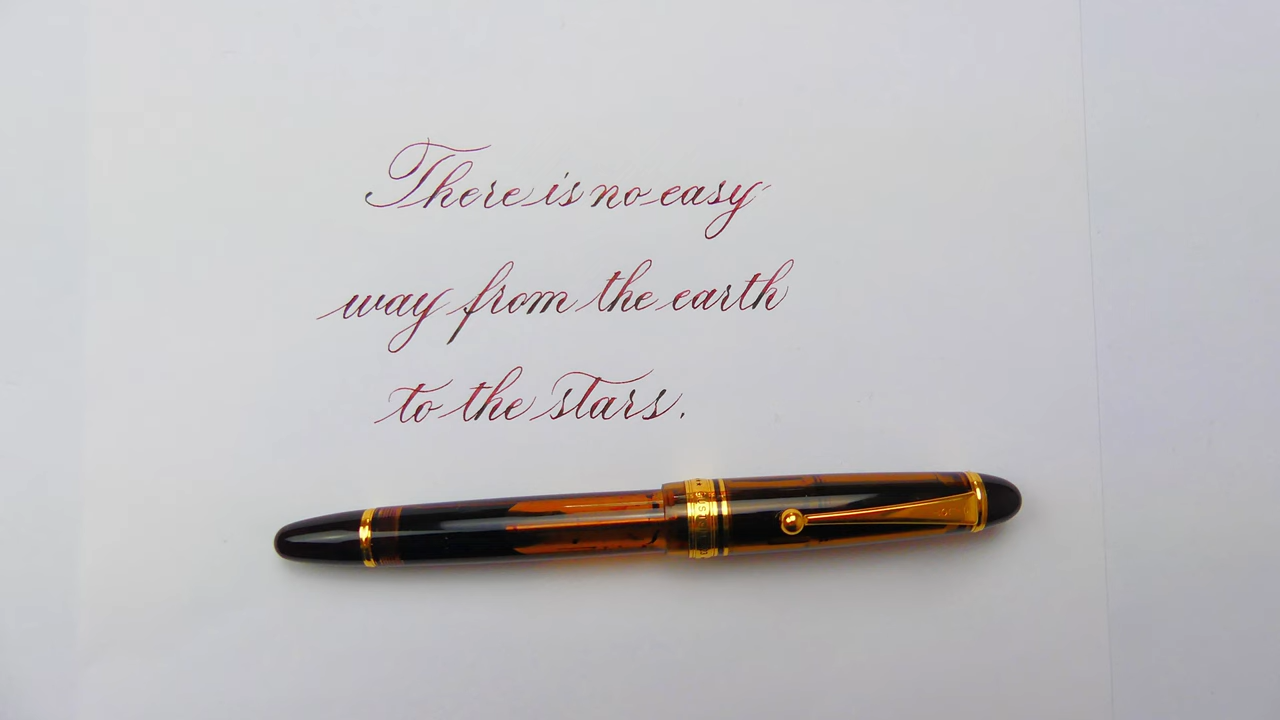 There is no easy
way from the earth
to the stars.